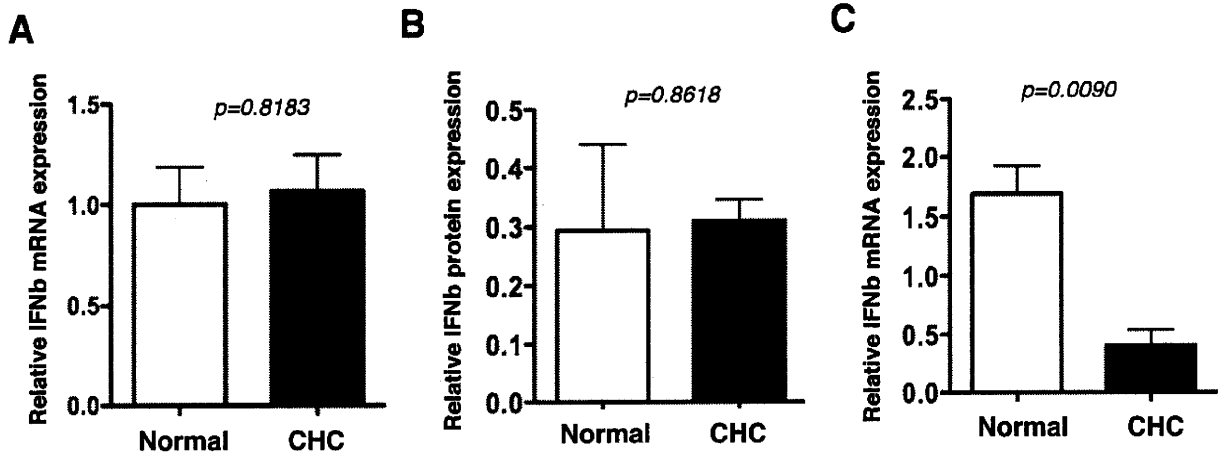 A
Relative IFNb mRNA expression
p=0.8183
1.5
1.0
0.5
0.0
Normal
CHC
B
Relative IFNb protein expression
p=0.8618
0.5
0.4
0.3
0.2
0.1
0.0
Normal
CHC
C
Relative IFNb mRNA expression
p=0.0090
2.5
2.0
1.5
1.0
0.5
0.0
Normal
CHC